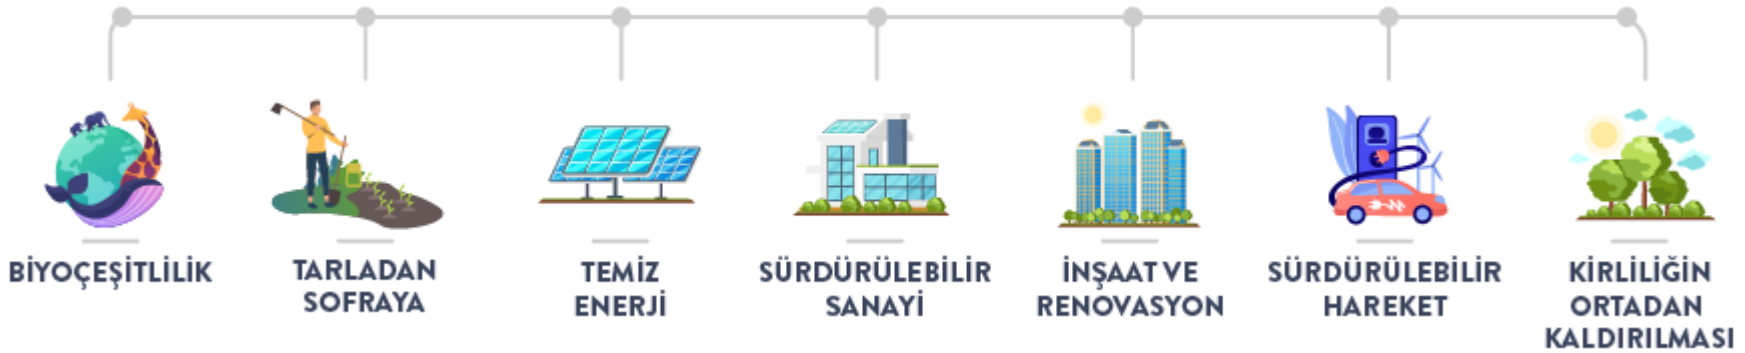 BİYOÇEŞİTLİLİK
TARLADAN
SOFRAYA
TEMİZ
ENERJİ
SÜRDÜRÜLEBİLİR
SANAYİ
İNŞAAT VE
RENOVASYON
SÜRDÜRÜLEBİLİR
HAREKET
KİRLİLİĞİN
ORTADAN
KALDIRILMASI